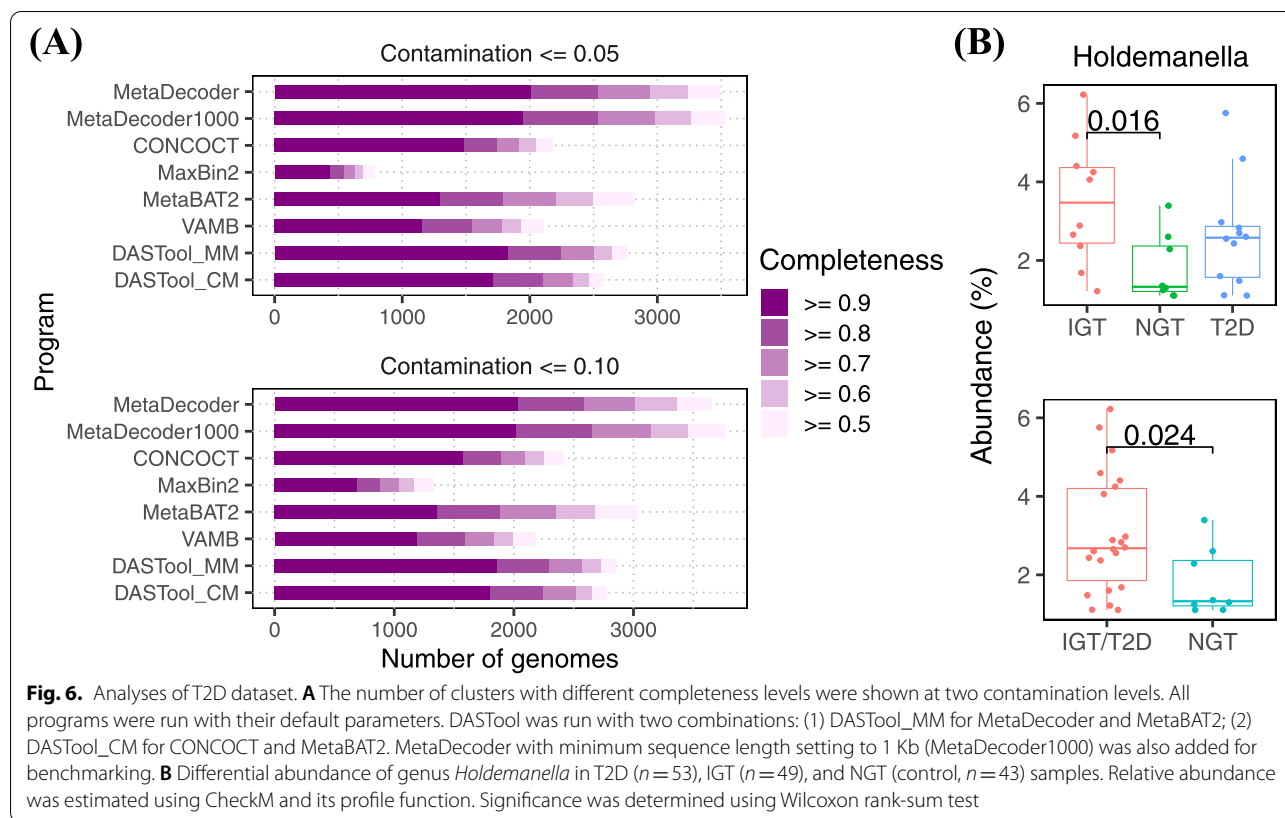 (A)
Contamination <= 0.05
MetaDecoder
MetaDecoder1000
CONCOCT
MaxBin2
MetaBAT2
VAMB
DASTool_MM
DASTool_CM
0 1000 2000 3000
Program
Contamination <= 0.10
MetaDecoder
MetaDecoder1000
CONCOCT
MaxBin2
MetaBAT2
VAMB
DASTool_MM
DASTool_CM
0 1000 2000 3000
Number of genomes
Completeness
>= 0.9
>= 0.8
>= 0.7
>= 0.6
>= 0.5
(B)
Holdemanella
Abundance (%)
6
4
2
0.016
IGT NGT T2D
6
4
2
0.024
IGT/T2D NGT
Fig. 6. Analyses of T2D dataset. A The number of clusters with different completeness levels were shown at two contamination levels. All
programs were run with their default parameters. DASTool was run with two combinations: (1) DASTool_MM for MetaDecoder and MetaBAT2; (2)
DASTool_CM for CONCOCT and MetaBAT2. MetaDecoder with minimum sequence length setting to 1 Kb (MetaDecoder1000) was also added for
benchmarking. B Differential abundance of genus Holdemanella in T2D (n = 53), IGT (n = 49), and NGT (control, n = 43) samples. Relative abundance
was estimated using CheckM and its profile function. Significance was determined using Wilcoxon rank-sum test